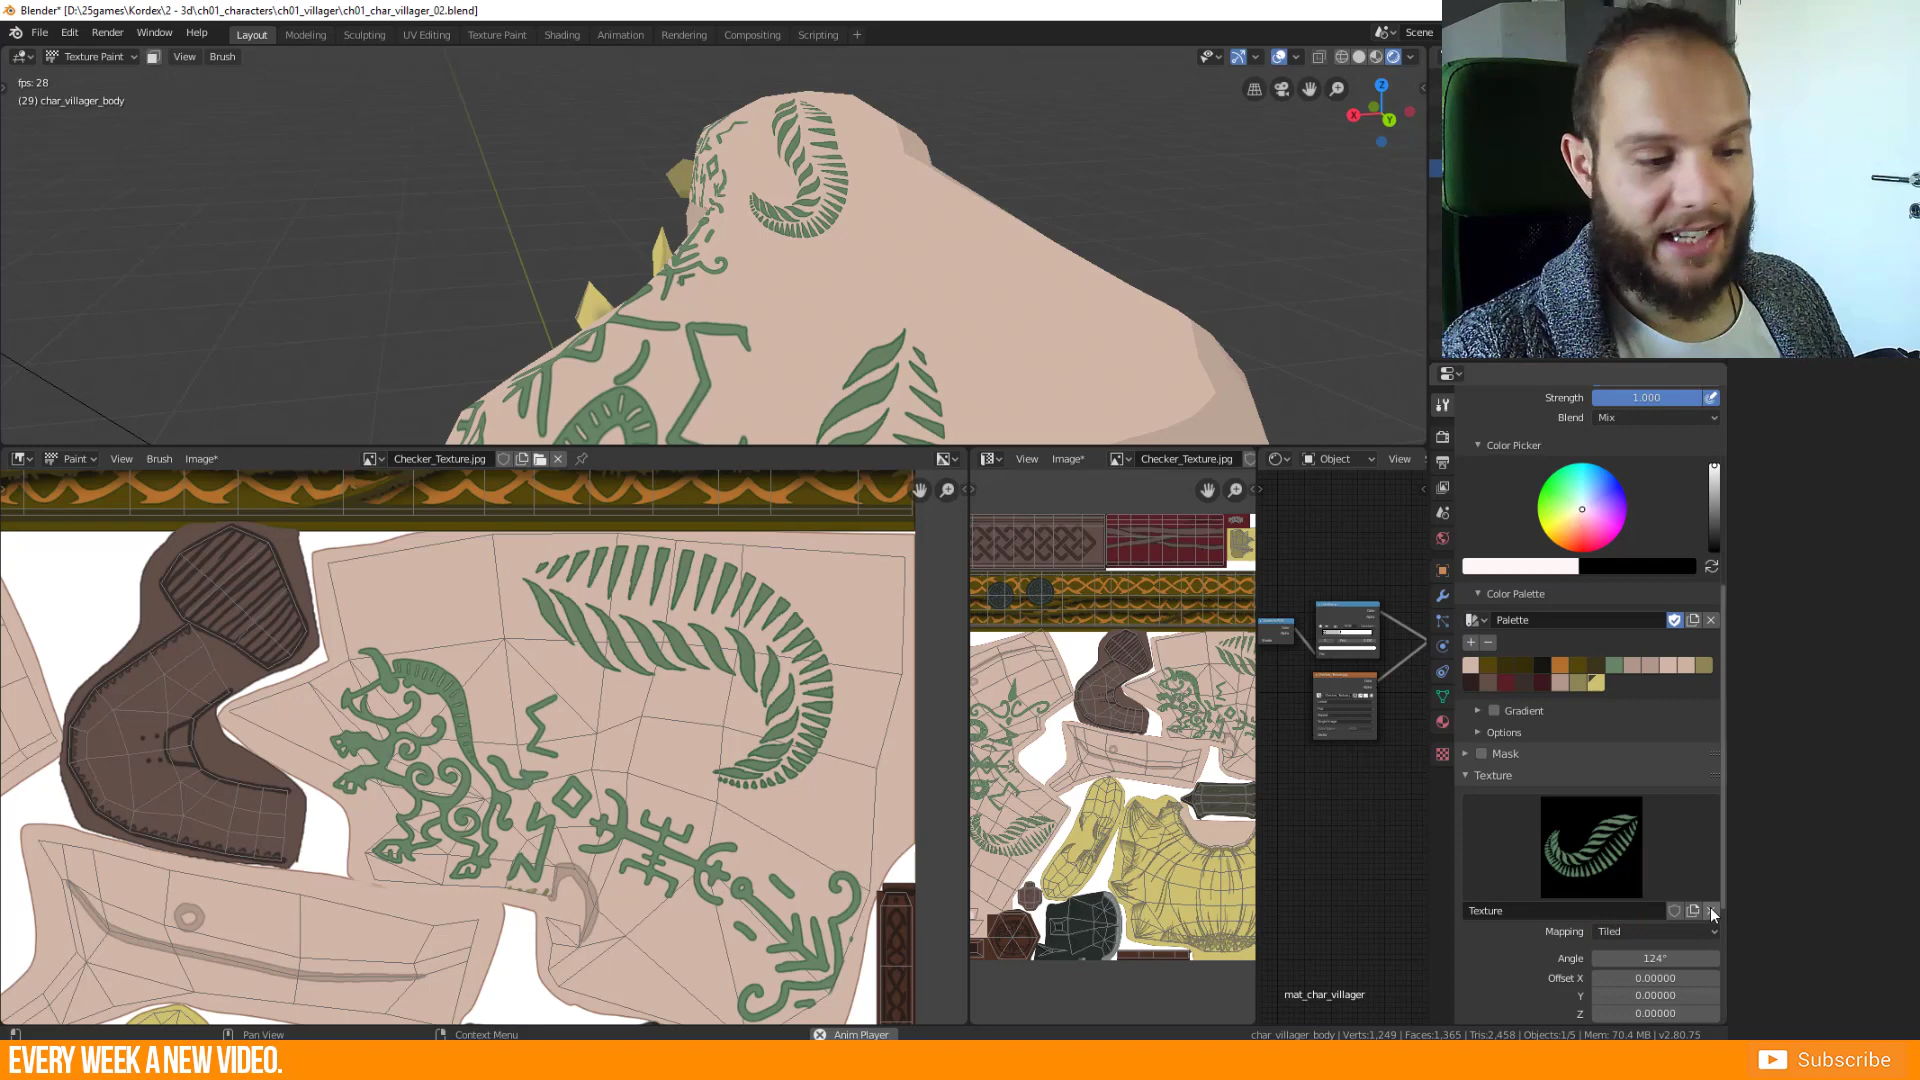 Blender* [D:\25games\Kordex\2 - 3d\ch01_characters\ch01_villager\ch01_char_villager_02.blend]
File Edit Render Window Help Layout Modeling Sculpting UV Editing Texture Paint Shading Animation Rendering Compositing Scripting + Scene
Texture Paint View Brush
fps: 28
(29) char_villager_body
Z
X
Y
Strength 1.000
Blend Mix
Color Picker
Paint View Brush Image* Checker_Texture.jpg View Image* Checker_Texture.jpg Object View
Color Palette
Palette
Gradient
Options
Mask
Texture
Texture
Mapping Tiled
Angle 124°
Offset X 0.00000
Y 0.00000
Z 0.00000
mat_char_villager
Pan View Context Menu Anim Player char_villager_body | Verts:1,249 | Faces:1,365 | Tris:2,458 | Objects:1/5 | Mem: 70.4 MB | v2.80.75
EVERY WEEK A NEW VIDEO. Subscribe